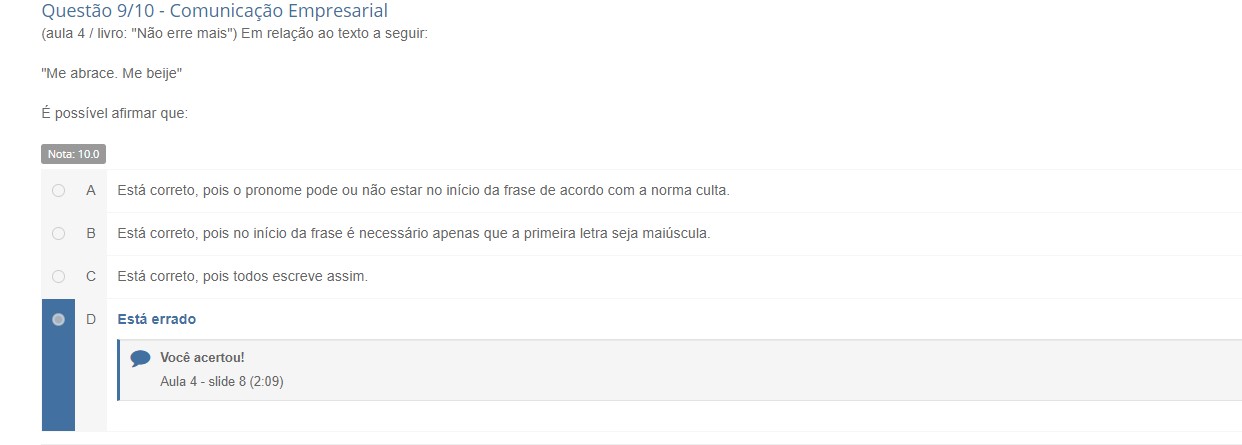 Questão 9/10 - Comunicação Empresarial
(aula 4 / livro: "Não erre mais") Em relação ao texto a seguir:
"Me abrace. Me beije"
É possível afirmar que:
Nota: 10.0
A Está correto, pois o pronome pode ou não estar no início da frase de acordo com a norma culta.
B Está correto, pois no início da frase é necessário apenas que a primeira letra seja maiúscula.
C Está correto, pois todos escreve assim.
D Está errado
Você acertou!
Aula 4 - slide 8 (2:09)